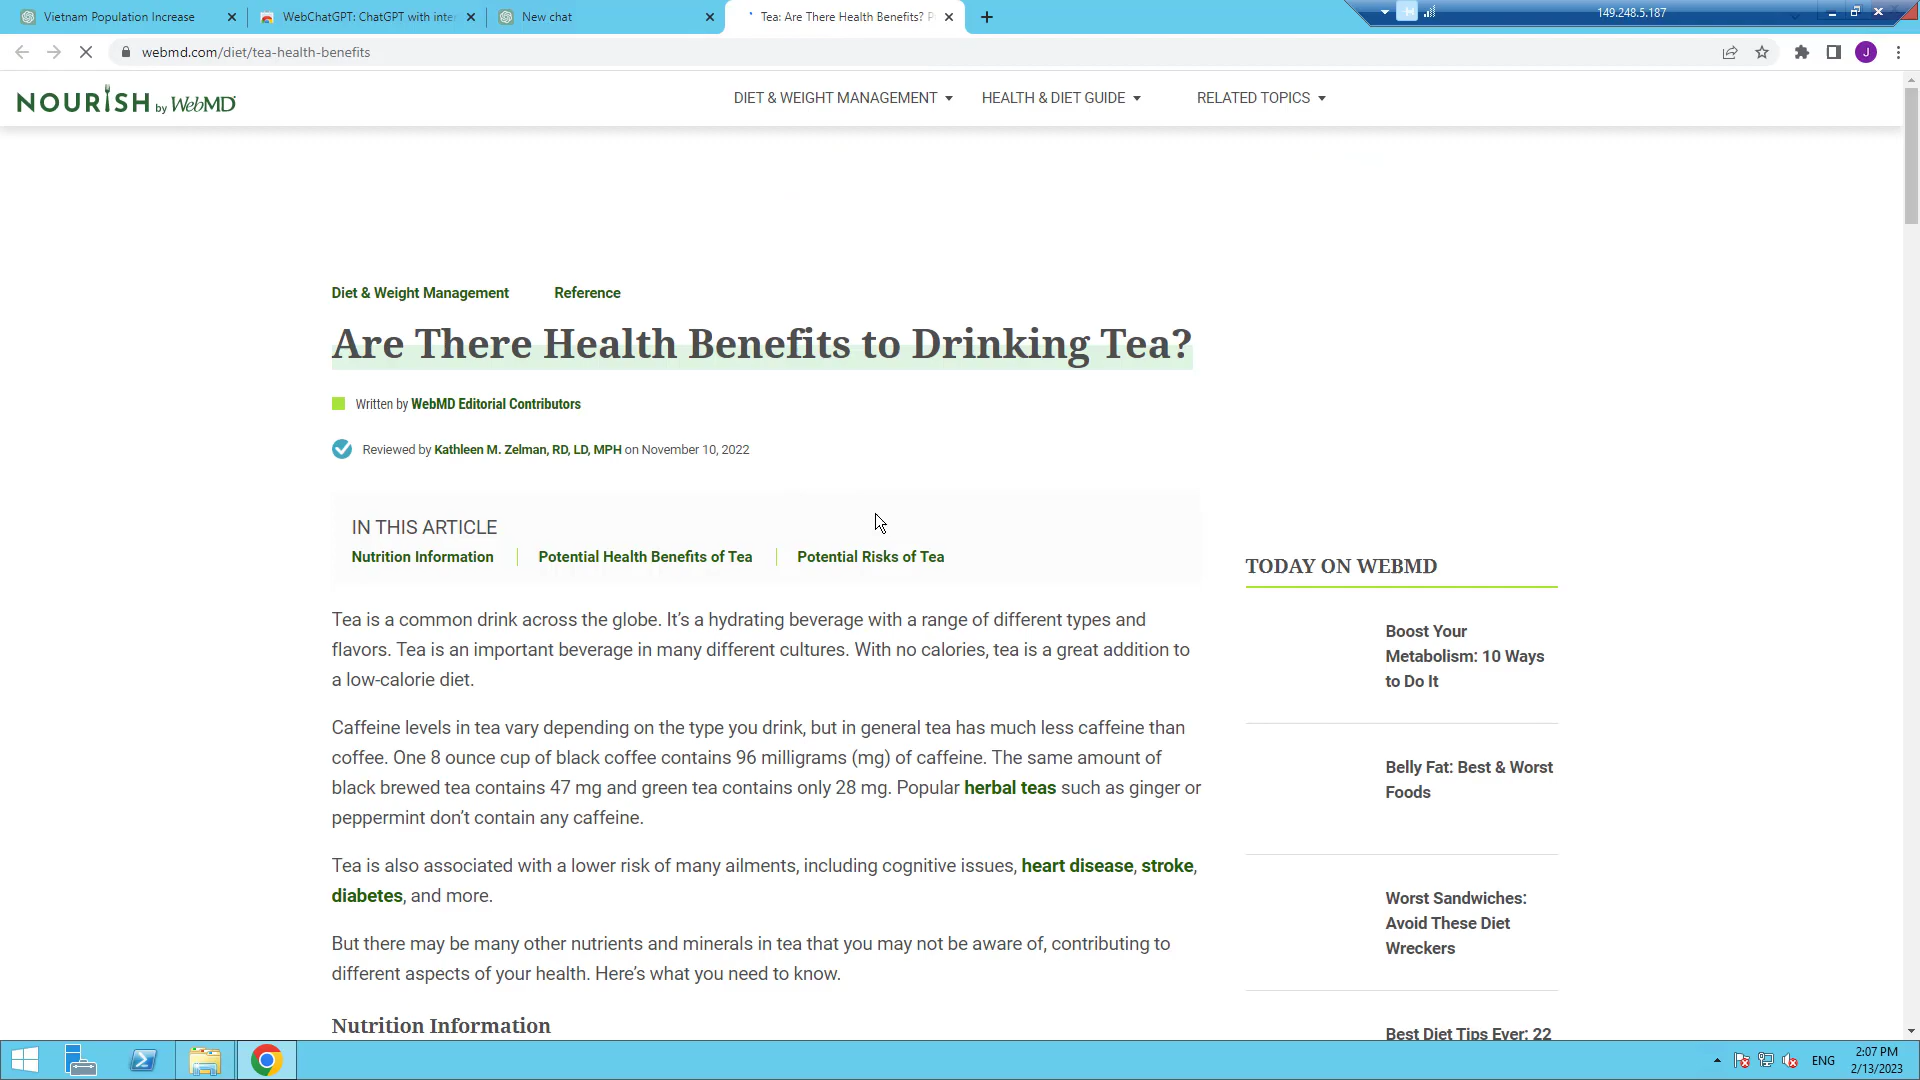 Vietnam Population Increase
WebChatGPT: ChatGPT with inte
New chat
Tea: Are There Health Benefits? P
149.248.5.187
webmd.com/diet/tea-health-benefits
J
NOURISH by WebMD
DIET & WEIGHT MANAGEMENT
HEALTH & DIET GUIDE
RELATED TOPICS
Diet & Weight Management
Reference
Are There Health Benefits to Drinking Tea?
Written by WebMD Editorial Contributors
Reviewed by Kathleen M. Zelman, RD, LD, MPH on November 10, 2022
IN THIS ARTICLE
Nutrition Information
Potential Health Benefits of Tea
Potential Risks of Tea
Tea is a common drink across the globe. It’s a hydrating beverage with a range of different types and
flavors. Tea is an important beverage in many different cultures. With no calories, tea is a great addition to
a low-calorie diet.
Caffeine levels in tea vary depending on the type you drink, but in general tea has much less caffeine than
coffee. One 8 ounce cup of black coffee contains 96 milligrams (mg) of caffeine. The same amount of
black brewed tea contains 47 mg and green tea contains only 28 mg. Popular herbal teas such as ginger or
peppermint don’t contain any caffeine.
Tea is also associated with a lower risk of many ailments, including cognitive issues, heart disease, stroke,
diabetes, and more.
But there may be many other nutrients and minerals in tea that you may not be aware of, contributing to
different aspects of your health. Here’s what you need to know.
Nutrition Information
TODAY ON WEBMD
Boost Your
Metabolism: 10 Ways
to Do It
Belly Fat: Best & Worst
Foods
Worst Sandwiches:
Avoid These Diet
Wreckers
Best Diet Tips Ever: 22
ENG
2:07 PM
2/13/2023